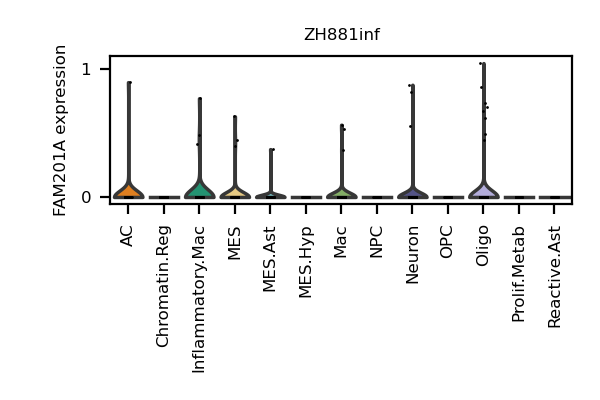 ZH881inf
FAM201A expression
1
0
AC
Chromatin.Reg
Inflammatory.Mac
MES
MES.Ast
MES.Hyp
Mac
NPC
Neuron
OPC
Oligo
Prolif.Metab
Reactive.Ast